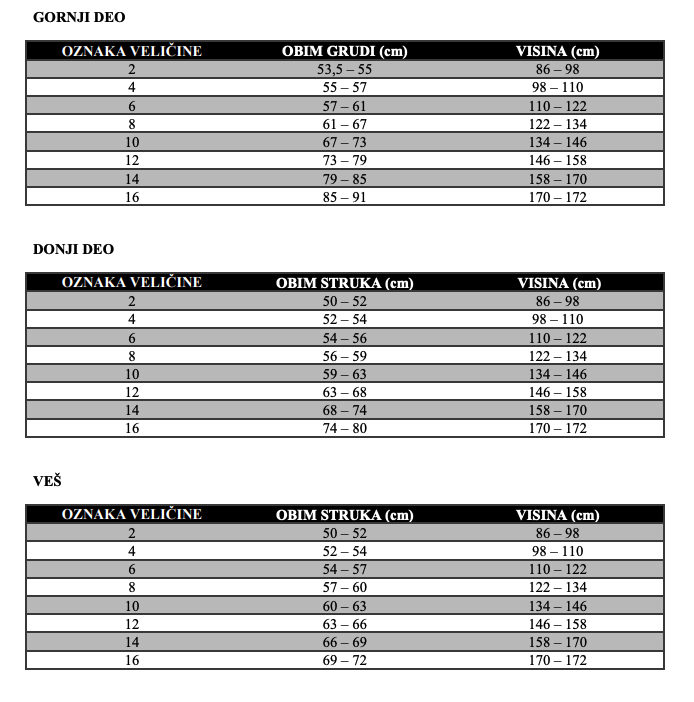 GORNJI DEO
OZNAKA VELIČINE OBIM GRUDI (cm) VISINA (cm)
2 53,5 – 55 86 – 98
4 55 – 57 98 – 110
6 57 – 61 110 – 122
8 61 – 67 122 – 134
10 67 – 73 134 – 146
12 73 – 79 146 – 158
14 79 – 85 158 – 170
16 85 – 91 170 – 172
DONJI DEO
OZNAKA VELIČINE OBIM STRUKA (cm) VISINA (cm)
2 50 – 52 86 – 98
4 52 – 54 98 – 110
6 54 – 56 110 – 122
8 56 – 59 122 – 134
10 59 – 63 134 – 146
12 63 – 68 146 – 158
14 68 – 74 158 – 170
16 74 – 80 170 – 172
VEŠ
OZNAKA VELIČINE OBIM STRUKA (cm) VISINA (cm)
2 50 – 52 86 – 98
4 52 – 54 98 – 110
6 54 – 57 110 – 122
8 57 – 60 122 – 134
10 60 – 63 134 – 146
12 63 – 66 146 – 158
14 66 – 69 158 – 170
16 69 – 72 170 – 172